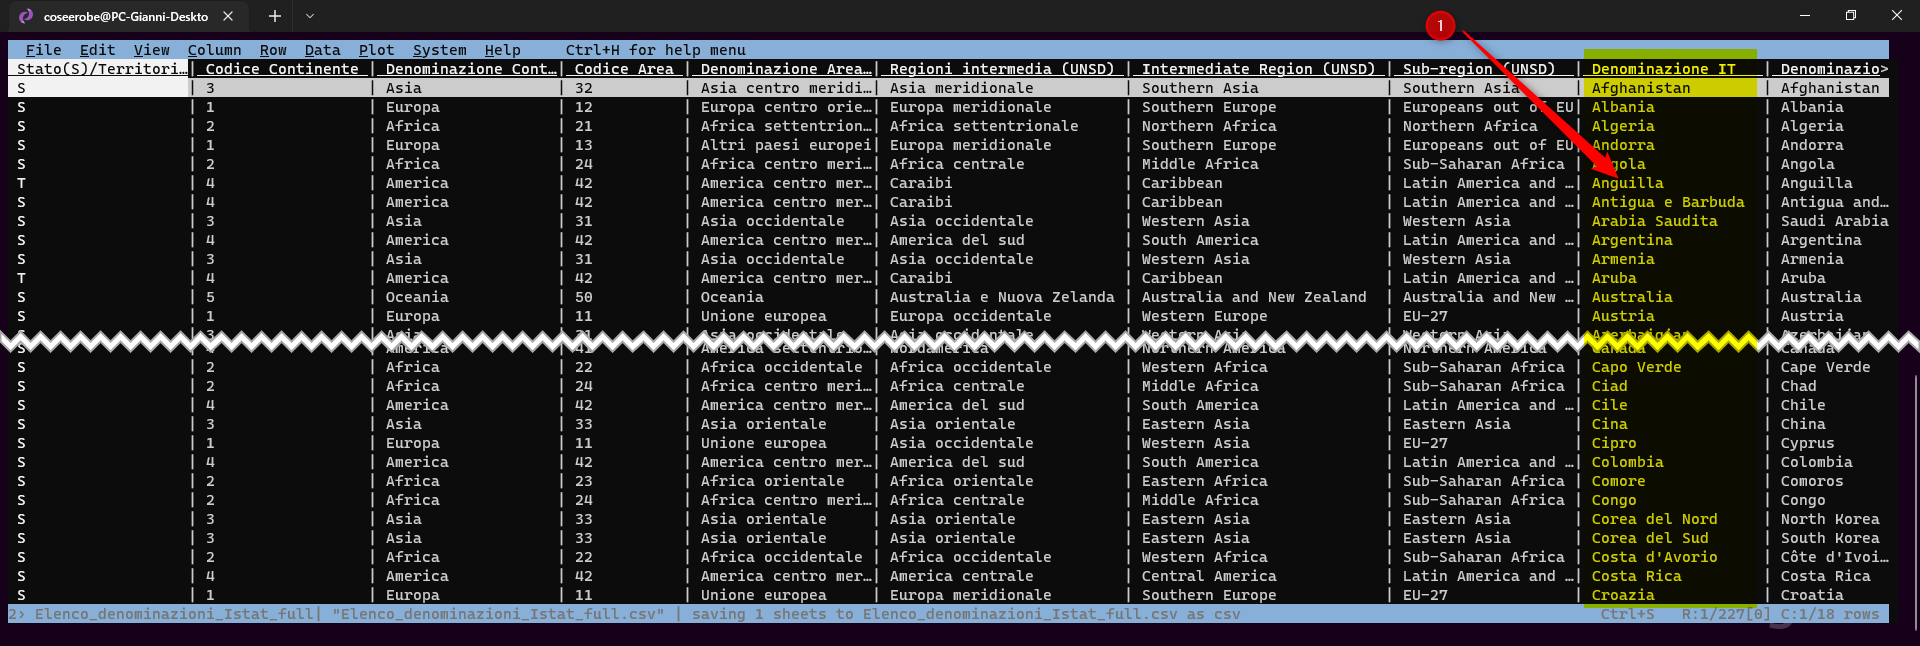 coseerobe@PC-Gianni-Deskto
1
File Edit View Column Row Data Plot System Help Ctrl+H for help menu
Stato(S)/Territori…| Codice Continente | Denominazione Cont…| Codice Area | Denominazione Area…| Regioni intermedia (UNSD) | Intermediate Region (UNSD) | Sub-region (UNSD) | Denominazione IT | Denominazio>
S | 3 | Asia | 32 | Asia centro meridi…| Asia meridionale | Southern Asia | Southern Asia | Afghanistan | Afghanistan
S | 1 | Europa | 12 | Europa centro orie…| Europa meridionale | Southern Europe | Europeans out of EU| Albania | Albania
S | 2 | Africa | 21 | Africa settentrion…| Africa settentrionale | Northern Africa | Northern Africa | Algeria | Algeria
S | 1 | Europa | 13 | Altri paesi europei| Europa meridionale | Southern Europe | Europeans out of EU| Andorra | Andorra
S | 2 | Africa | 24 | Africa centro meri…| Africa centrale | Middle Africa | Sub-Saharan Africa | Angola | Angola
T | 4 | America | 42 | America centro mer…| Caraibi | Caribbean | Latin America and …| Anguilla | Anguilla
S | 4 | America | 42 | America centro mer…| Caraibi | Caribbean | Latin America and …| Antigua e Barbuda | Antigua and…
S | 3 | Asia | 31 | Asia occidentale | Asia occidentale | Western Asia | Western Asia | Arabia Saudita | Saudi Arabia
S | 4 | America | 42 | America centro mer…| America del sud | South America | Latin America and …| Argentina | Argentina
S | 3 | Asia | 31 | Asia occidentale | Asia occidentale | Western Asia | Western Asia | Armenia | Armenia
T | 4 | America | 42 | America centro mer…| Caraibi | Caribbean | Latin America and …| Aruba | Aruba
S | 5 | Oceania | 50 | Oceania | Australia e Nuova Zelanda | Australia and New Zealand | Australia and New …| Australia | Australia
S | 1 | Europa | 11 | Unione europea | Europa occidentale | Western Europe | EU-27 | Austria | Austria
S | 2 | Africa | 22 | Africa occidentale | Africa occidentale | Western Africa | Sub-Saharan Africa | Capo Verde | Cape Verde
S | 2 | Africa | 24 | Africa centro meri…| Africa centrale | Middle Africa | Sub-Saharan Africa | Ciad | Chad
S | 4 | America | 42 | America centro mer…| America del sud | South America | Latin America and …| Cile | Chile
S | 3 | Asia | 33 | Asia orientale | Asia orientale | Eastern Asia | Eastern Asia | Cina | China
S | 1 | Europa | 11 | Unione europea | Asia occidentale | Western Asia | EU-27 | Cipro | Cyprus
S | 4 | America | 42 | America centro mer…| America del sud | South America | Latin America and …| Colombia | Colombia
S | 2 | Africa | 23 | Africa orientale | Africa orientale | Eastern Africa | Sub-Saharan Africa | Comore | Comoros
S | 2 | Africa | 24 | Africa centro meri…| Africa centrale | Middle Africa | Sub-Saharan Africa | Congo | Congo
S | 3 | Asia | 33 | Asia orientale | Asia orientale | Eastern Asia | Eastern Asia | Corea del Nord | North Korea
S | 3 | Asia | 33 | Asia orientale | Asia orientale | Eastern Asia | Eastern Asia | Corea del Sud | South Korea
S | 2 | Africa | 22 | Africa occidentale | Africa occidentale | Western Africa | Sub-Saharan Africa | Costa d'Avorio | Côte d'Ivoi…
S | 4 | America | 42 | America centro mer…| America centrale | Central America | Latin America and …| Costa Rica | Costa Rica
S | 1 | Europa | 11 | Unione europea | Europa meridionale | Southern Europe | EU-27 | Croazia | Croatia
2› Elenco_denominazioni_Istat_full| "Elenco_denominazioni_Istat_full.csv" | saving 1 sheets to Elenco_denominazioni_Istat_full.csv as csv Ctrl+S R:1/227[0] C:1/18 rows